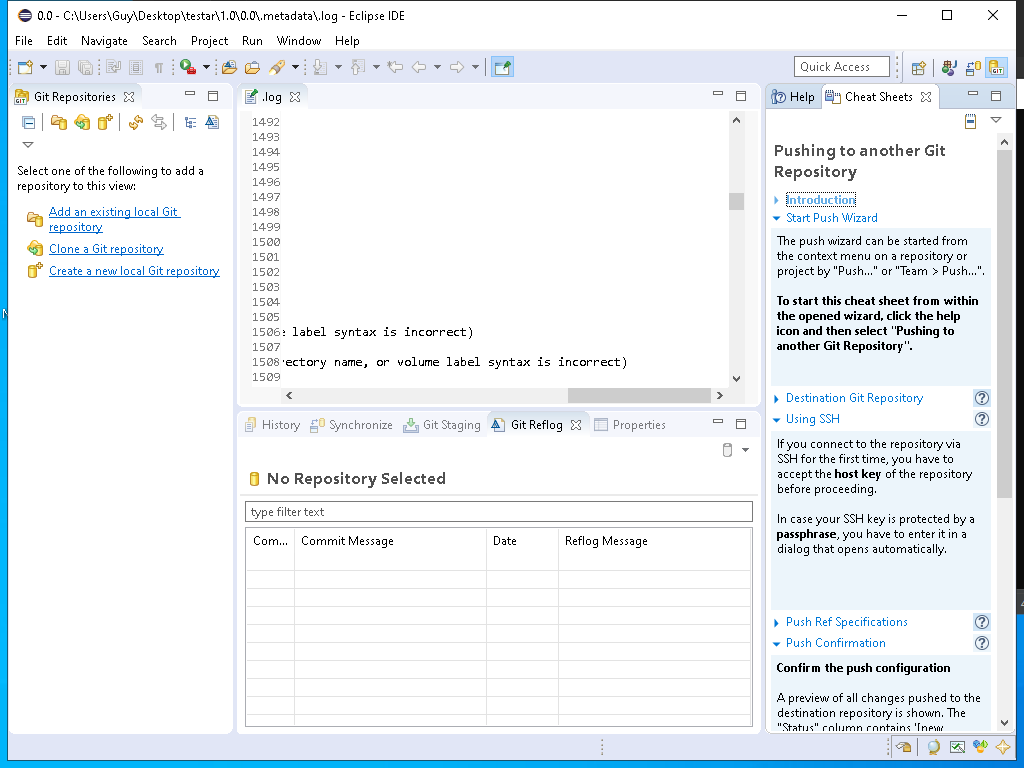 0.0 - C:\Users\Guy\Desktop\testar\1.0\0.0\.metadata\.log - Eclipse IDE
File Edit Navigate Search Project Run Window Help
Quick Access
GIT
Git Repositories
Select one of the following to add a
repository to this view:
Add an existing local Git
repository
Clone a Git repository
Create a new local Git repository
.log
1492
1493
1494
1495
1496
1497
1498
1499
1500
1501
1502
1503
1504
1505
1506 e label syntax is incorrect)
1507
1508 rectory name, or volume label syntax is incorrect)
1509
History Synchronize Git Staging Git Reflog Properties
No Repository Selected
type filter text
Com... Commit Message Date Reflog Message
Help Cheat Sheets
Pushing to another Git
Repository
Introduction
Start Push Wizard
The push wizard can be started from
the context menu on a repository or
project by "Push..." or "Team > Push...".
To start this cheat sheet from within
the opened wizard, click the help
icon and then select "Pushing to
another Git Repository".
Destination Git Repository
Using SSH
If you connect to the repository via
SSH for the first time, you have to
accept the host key of the repository
before proceeding.
In case your SSH key is protected by a
passphrase, you have to enter it in a
dialog that opens automatically.
Push Ref Specifications
Push Confirmation
Confirm the push configuration
A preview of all changes pushed to the
destination repository is shown. The
"Status" column contains '[new